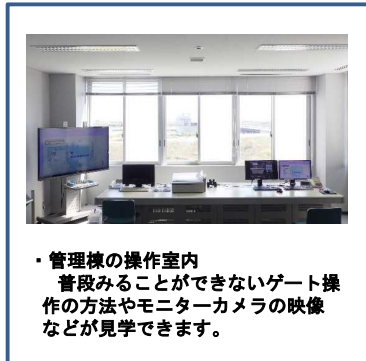 ・管理棟の操作室内
普段みることができないゲート操
作の方法やモニターカメラの映像
などが見学できます。